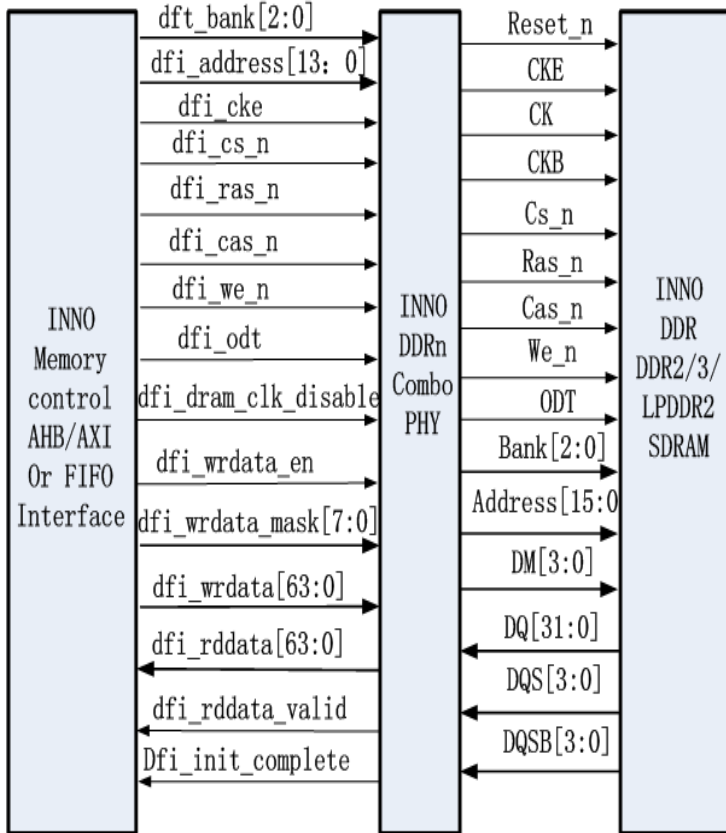 dft_bank[2:0]
dfi_address[13：0]
dfi_cke
dfi_cs_n
dfi_ras_n
dfi_cas_n
dfi_we_n
dfi_odt
dfi_dram_clk_disable
dfi_wrdata_en
dfi_wrdata_mask[7:0]
dfi_wrdata[63:0]
dfi_rddata[63:0]
dfi_rddata_valid
Dfi_init_complete
INNO
Memory
control
AHB/AXI
Or FIFO
Interface
INNO
DDRn
Combo
PHY
Reset_n
CKE
CK
CKB
Cs_n
Ras_n
Cas_n
We_n
ODT
Bank[2:0]
Address[15:0
DM[3:0]
DQ[31:0]
DQS[3:0]
DQSB[3:0]
INNO
DDR
DDR2/3/
LPDDR2
SDRAM